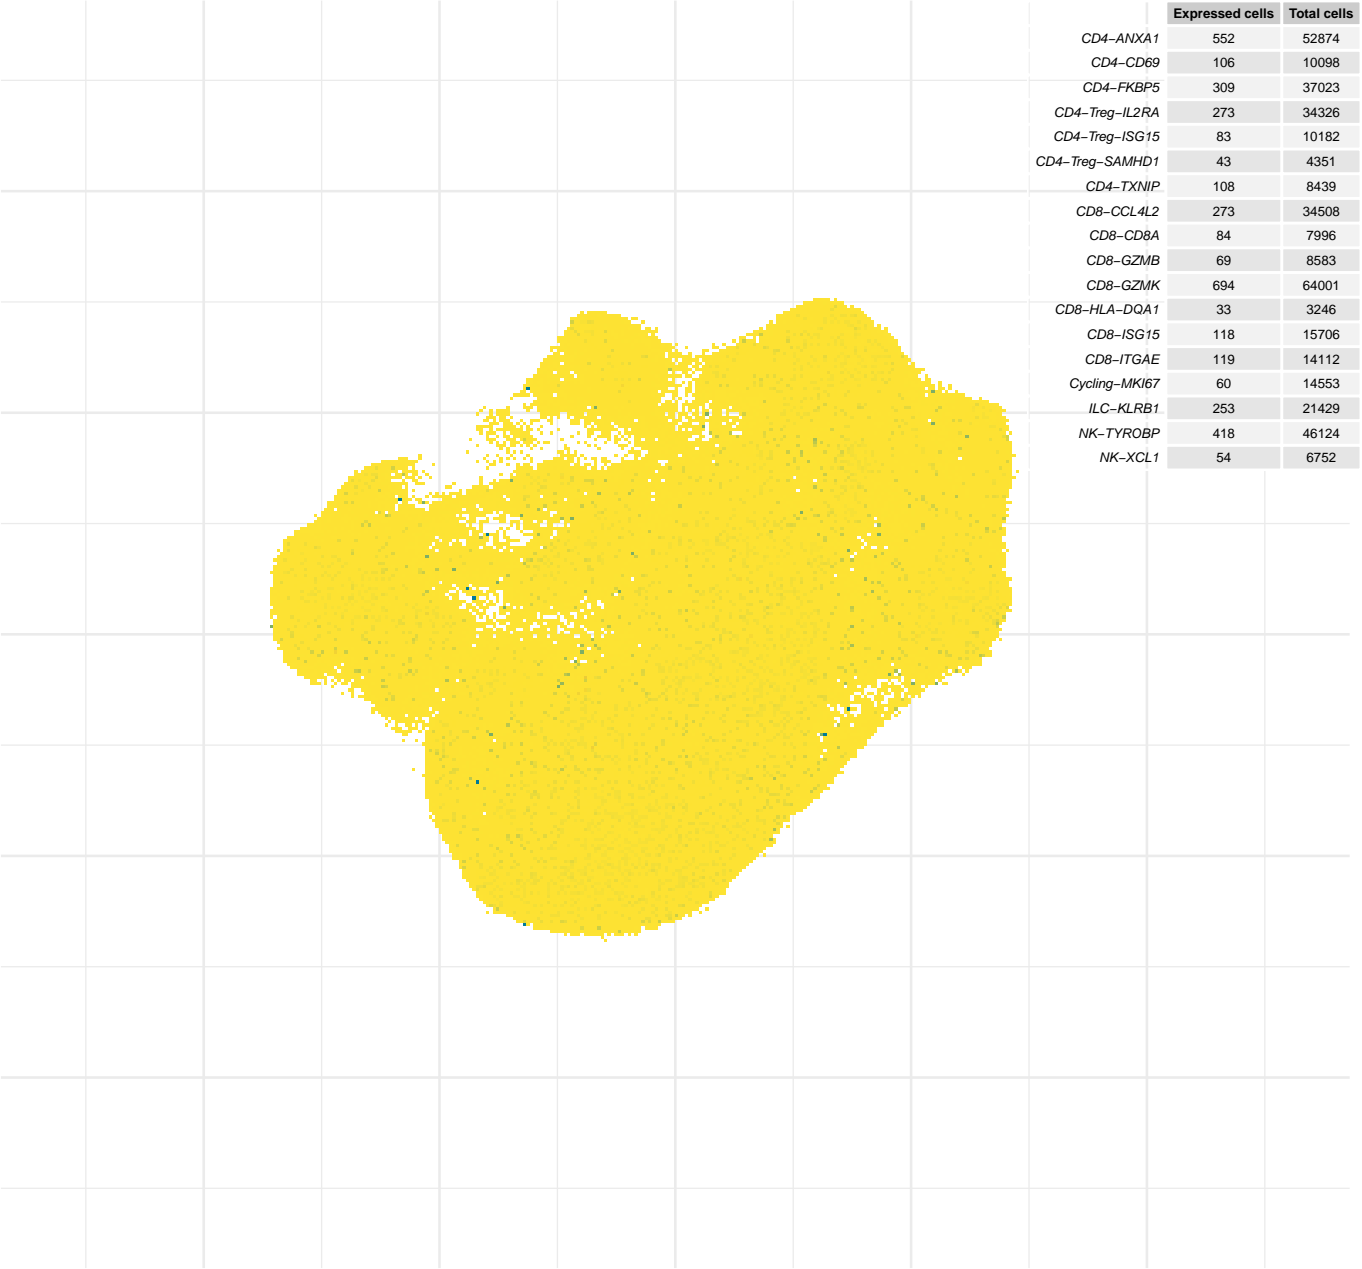 Expressed cells Total cells
CD4−ANXA1 552 52874
CD4−CD69 106 10098
CD4−FKBP5 309 37023
CD4−Treg−IL2RA 273 34326
CD4−Treg−ISG15 83 10182
CD4−Treg−SAMHD1 43 4351
CD4−TXNIP 108 8439
CD8−CCL4L2 273 34508
CD8−CD8A 84 7996
CD8−GZMB 69 8583
CD8−GZMK 694 64001
CD8−HLA−DQA1 33 3246
CD8−ISG15 118 15706
CD8−ITGAE 119 14112
Cycling−MKI67 60 14553
ILC−KLRB1 253 21429
NK−TYROBP 418 46124
NK−XCL1 54 6752